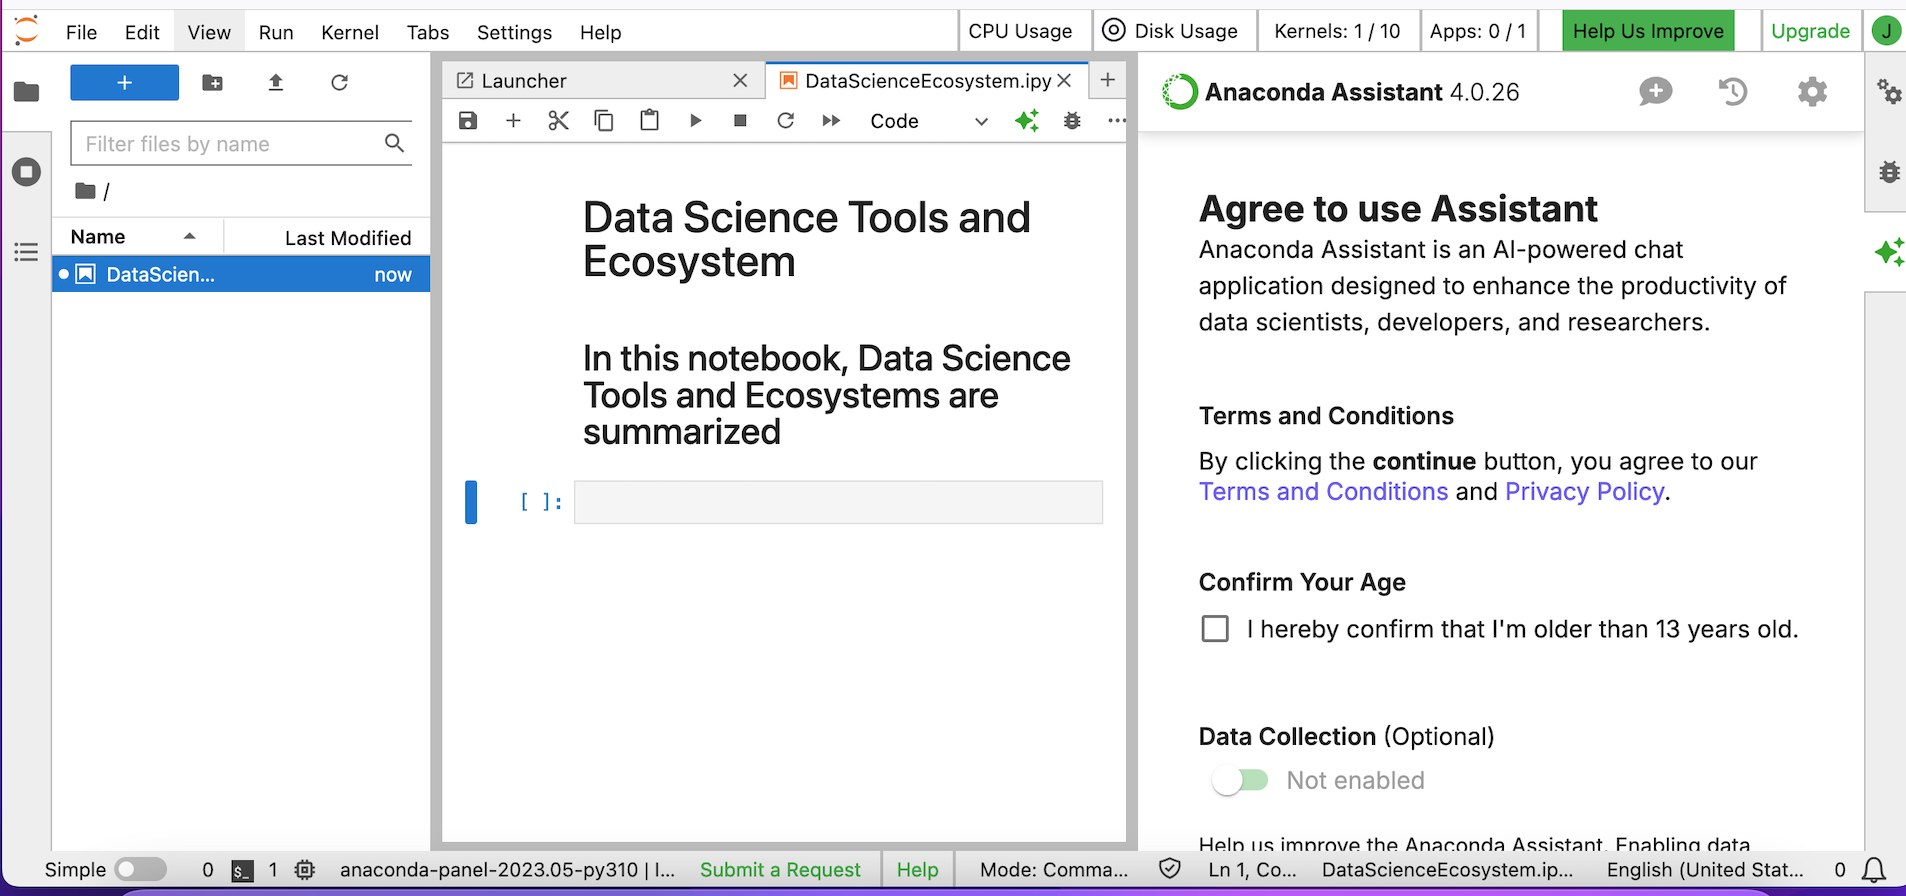 File Edit View Run Kernel Tabs Settings Help CPU Usage Disk Usage Kernels: 1 / 10 Apps: 0 / 1 Help Us Improve Upgrade J
+
Filter files by name
/
Name Last Modified
DataScien... now
Launcher DataScienceEcosystem.ipy
Code
Data Science Tools and
Ecosystem
In this notebook, Data Science
Tools and Ecosystems are
summarized
[ ]:
Anaconda Assistant 4.0.26
Agree to use Assistant
Anaconda Assistant is an AI-powered chat
application designed to enhance the productivity of
data scientists, developers, and researchers.
Terms and Conditions
By clicking the continue button, you agree to our
Terms and Conditions and Privacy Policy.
Confirm Your Age
I hereby confirm that I'm older than 13 years old.
Data Collection (Optional)
Not enabled
Help us improve the Anaconda Assistant. Enabling data
Simple 0 $_ 1 anaconda-panel-2023.05-py310 | I... Submit a Request Help Mode: Comma... Ln 1, Co... DataScienceEcosystem.ip... English (United Stat... 0